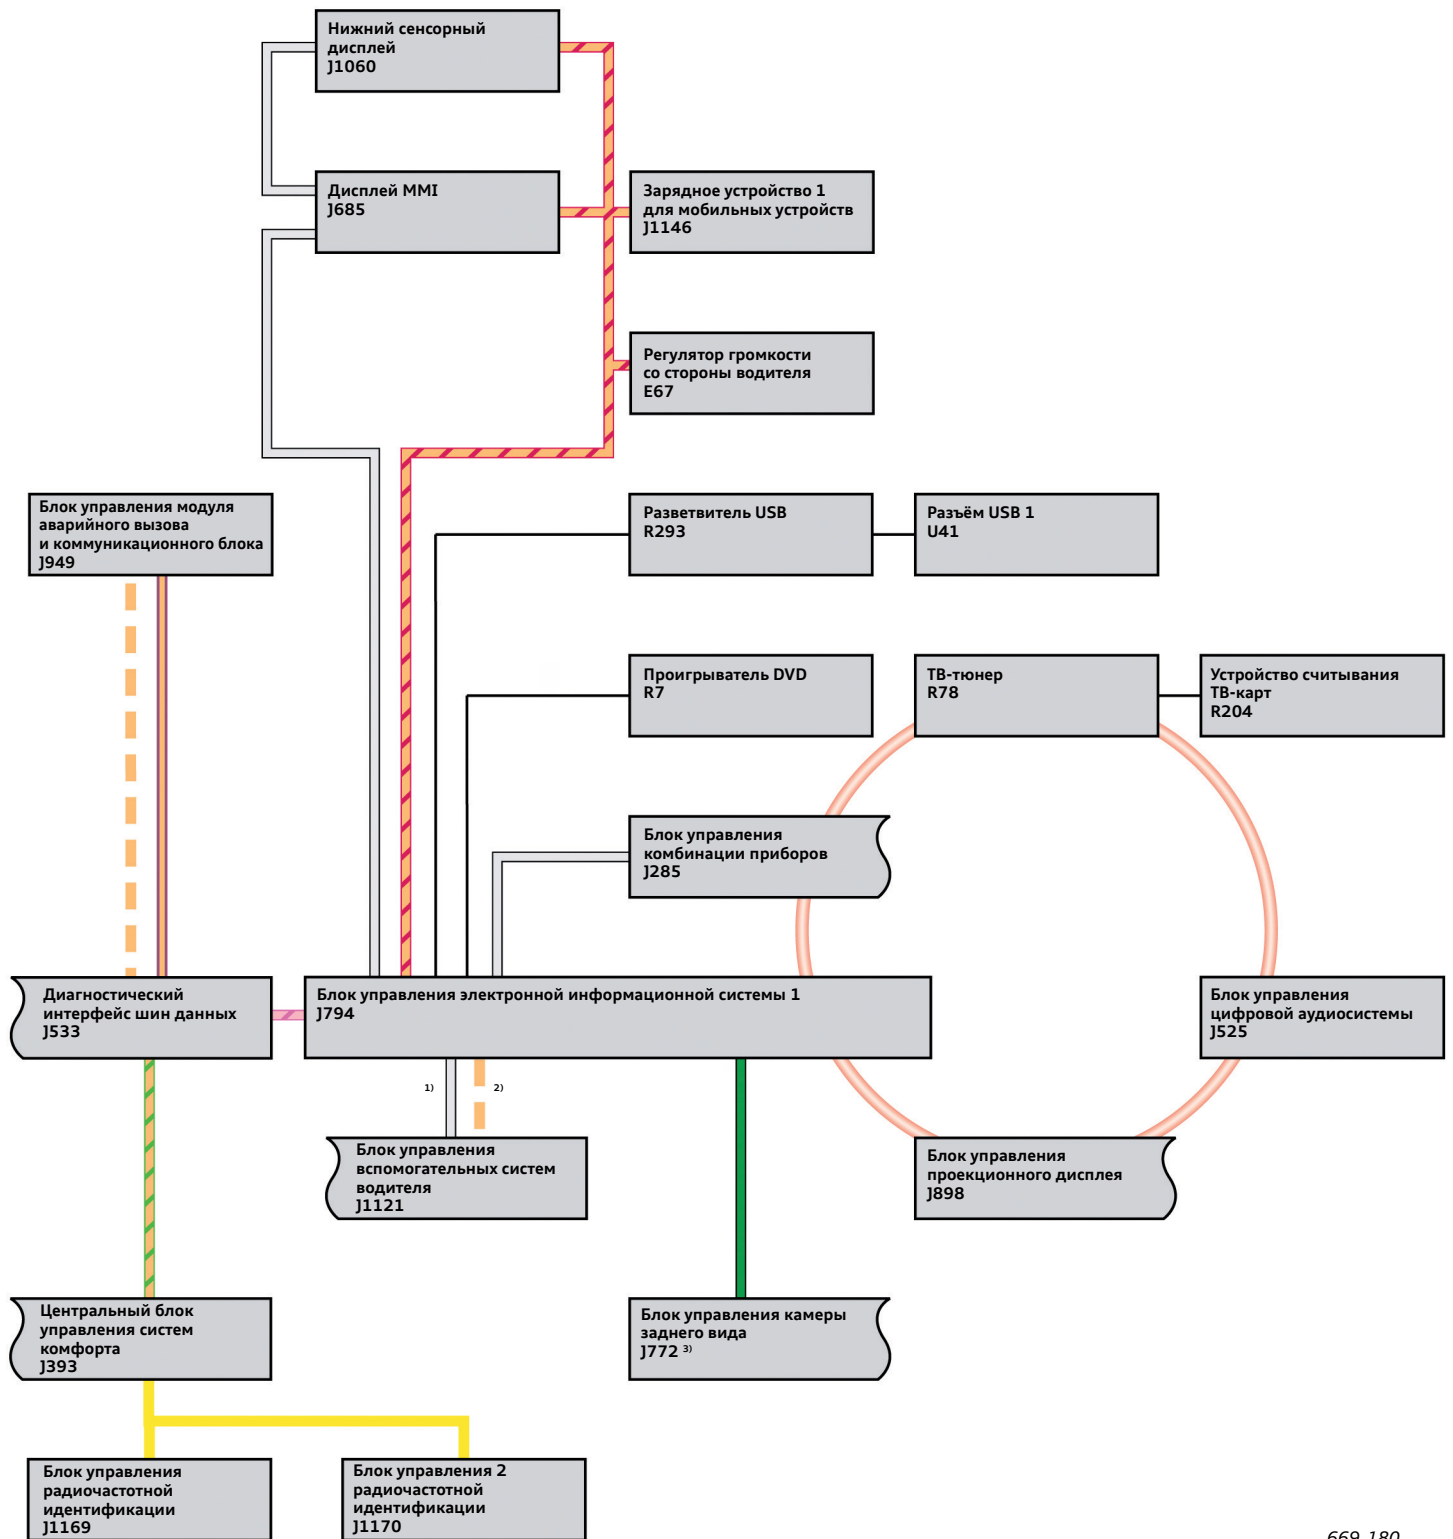 Нижний сенсорный
дисплей
J1060
Дисплей MMI
J685
Зарядное устройство 1
для мобильных устройств
J1146
Регулятор громкости
со стороны водителя
E67
Блок управления модуля
аварийного вызова
и коммуникационного блока
J949
Разветвитель USB
R293
Разъём USB 1
U41
Проигрыватель DVD
R7
ТВ-тюнер
R78
Устройство считывания
ТВ-карт
R204
Блок управления
комбинации приборов
J285
Диагностический
интерфейс шин данных
J533
Блок управления электронной информационной системы 1
J794
Блок управления
цифровой аудиосистемы
J525
1)
2)
Блок управления
вспомогательных систем
водителя
J1121
Блок управления
проекционного дисплея
J898
Центральный блок
управления систем
комфорта
J393
Блок управления камеры
заднего вида
J772 3)
Блок управления
радиочастотной
идентификации
J1169
Блок управления 2
радиочастотной
идентификации
J1170
669_180